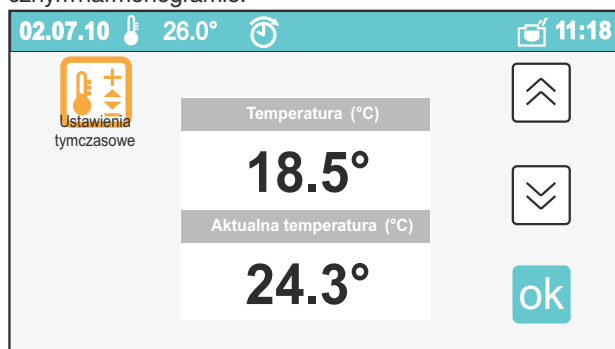 02.07.10 26.0° 11:18
Ustawienia
tymczasowe
Temperatura (°C)
18.5°
Aktualna temperatura (°C)
24.3°
ok